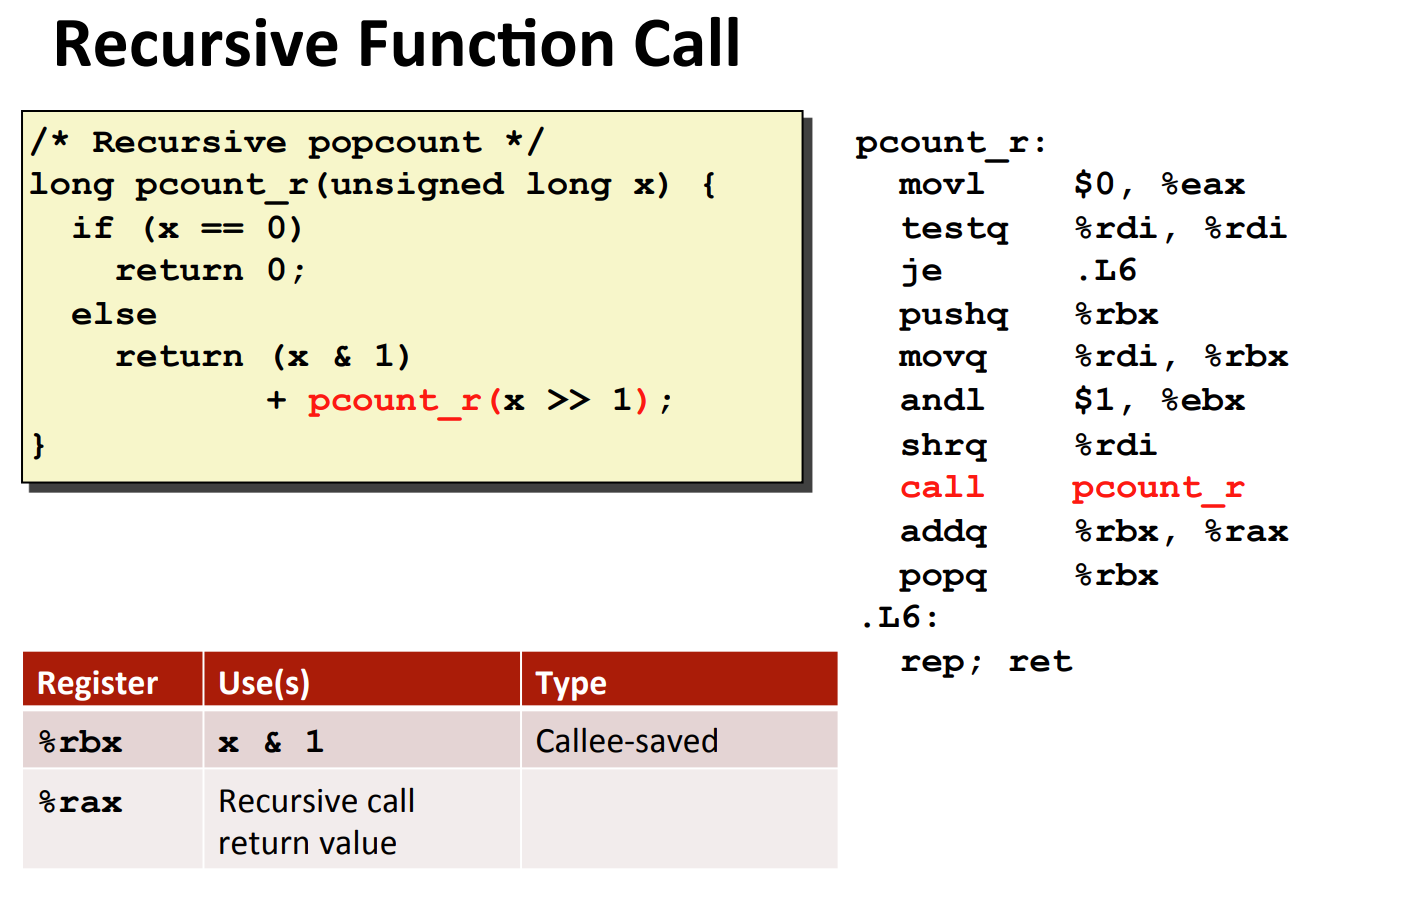 Recursive Function Call
/* Recursive popcount */
long pcount_r(unsigned long x) {
  if (x == 0)
    return 0;
  else
    return (x & 1)
           + pcount_r(x >> 1);
}
pcount_r:
  movl    $0, %eax
  testq   %rdi, %rdi
  je      .L6
  pushq   %rbx
  movq    %rdi, %rbx
  andl    $1, %ebx
  shrq    %rdi
  call    pcount_r
  addq    %rbx, %rax
  popq    %rbx
.L6:
  rep; ret
Register Use(s) Type
%rbx x & 1 Callee-saved
%rax Recursive call
return value